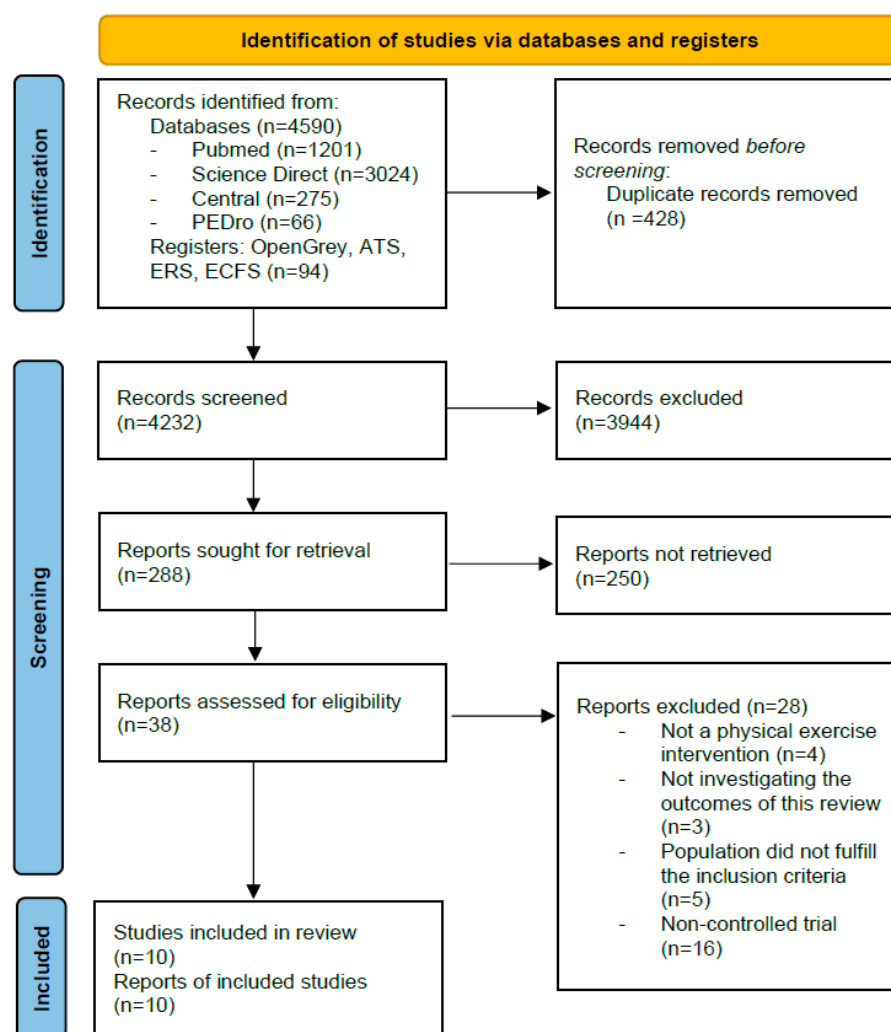 Identification of studies via databases and registers
Identification
Records identified from:
Databases (n=4590)
- Pubmed (n=1201)
- Science Direct (n=3024)
- Central (n=275)
- PEDro (n=66)
Registers: OpenGrey, ATS,
ERS, ECFS (n=94)
Records removed before
screening:
Duplicate records removed
(n =428)
Screening
Records screened
(n=4232)
Records excluded
(n=3944)
Reports sought for retrieval
(n=288)
Reports not retrieved
(n=250)
Reports assessed for eligibility
(n=38)
Reports excluded (n=28)
- Not a physical exercise
intervention (n=4)
- Not investigating the
outcomes of this review
(n=3)
- Population did not fulfill
the inclusion criteria
(n=5)
- Non-controlled trial
(n=16)
Included
Studies included in review
(n=10)
Reports of included studies
(n=10)